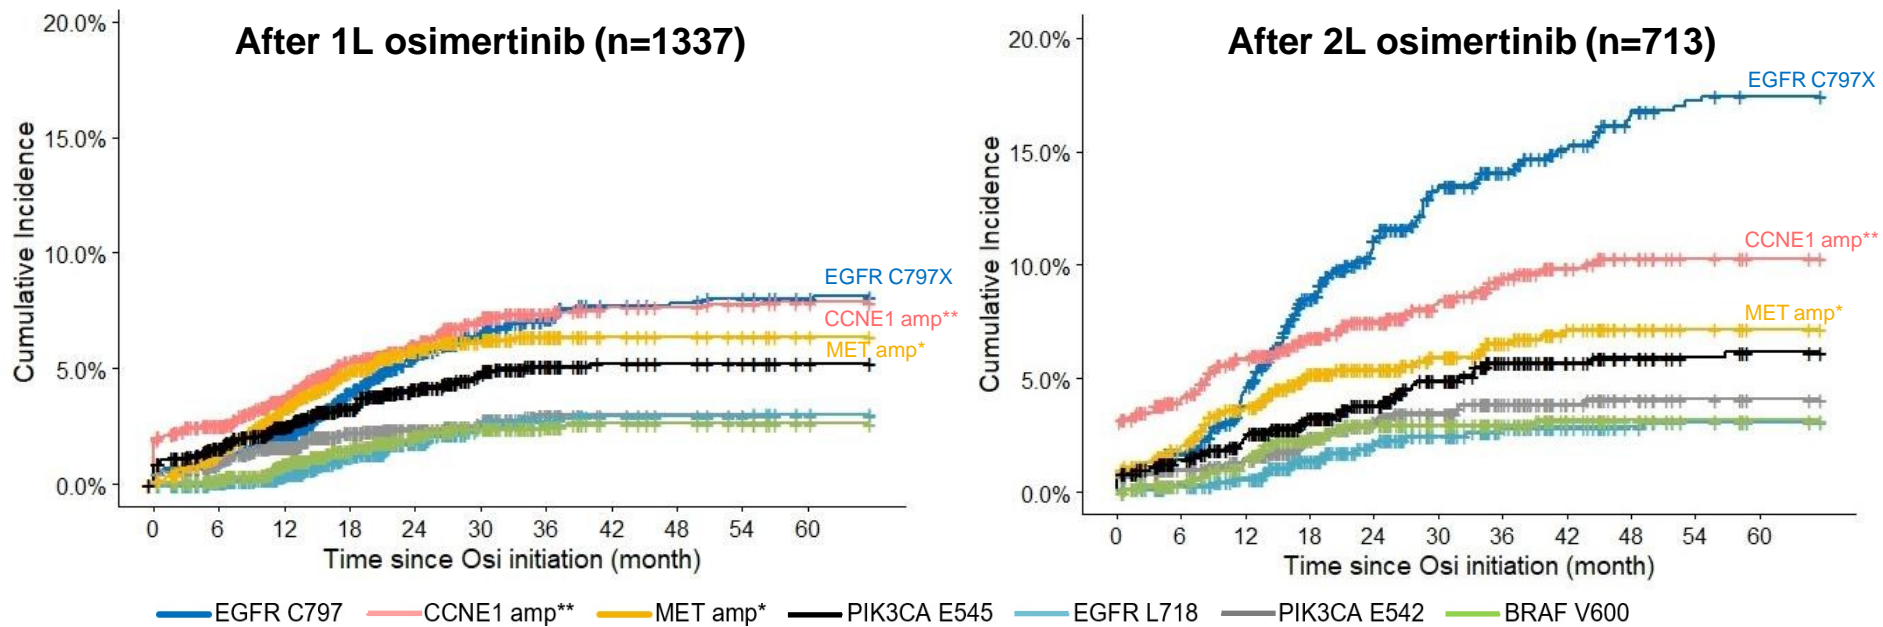 After 1L osimertinib (n=1337)
20.0%
15.0%
10.0%
5.0%
0.0%
Cumulative Incidence
EGFR C797X
CCNE1 amp**
MET amp*
0 6 12 18 24 30 36 42 48 54 60
Time since Osi initiation (month)
After 2L osimertinib (n=713)
20.0%
15.0%
10.0%
5.0%
0.0%
Cumulative Incidence
EGFR C797X
CCNE1 amp**
MET amp*
0 6 12 18 24 30 36 42 48 54 60
Time since Osi initiation (month)
EGFR C797 CCNE1 amp** MET amp* PIK3CA E545 EGFR L718 PIK3CA E542 BRAF V600